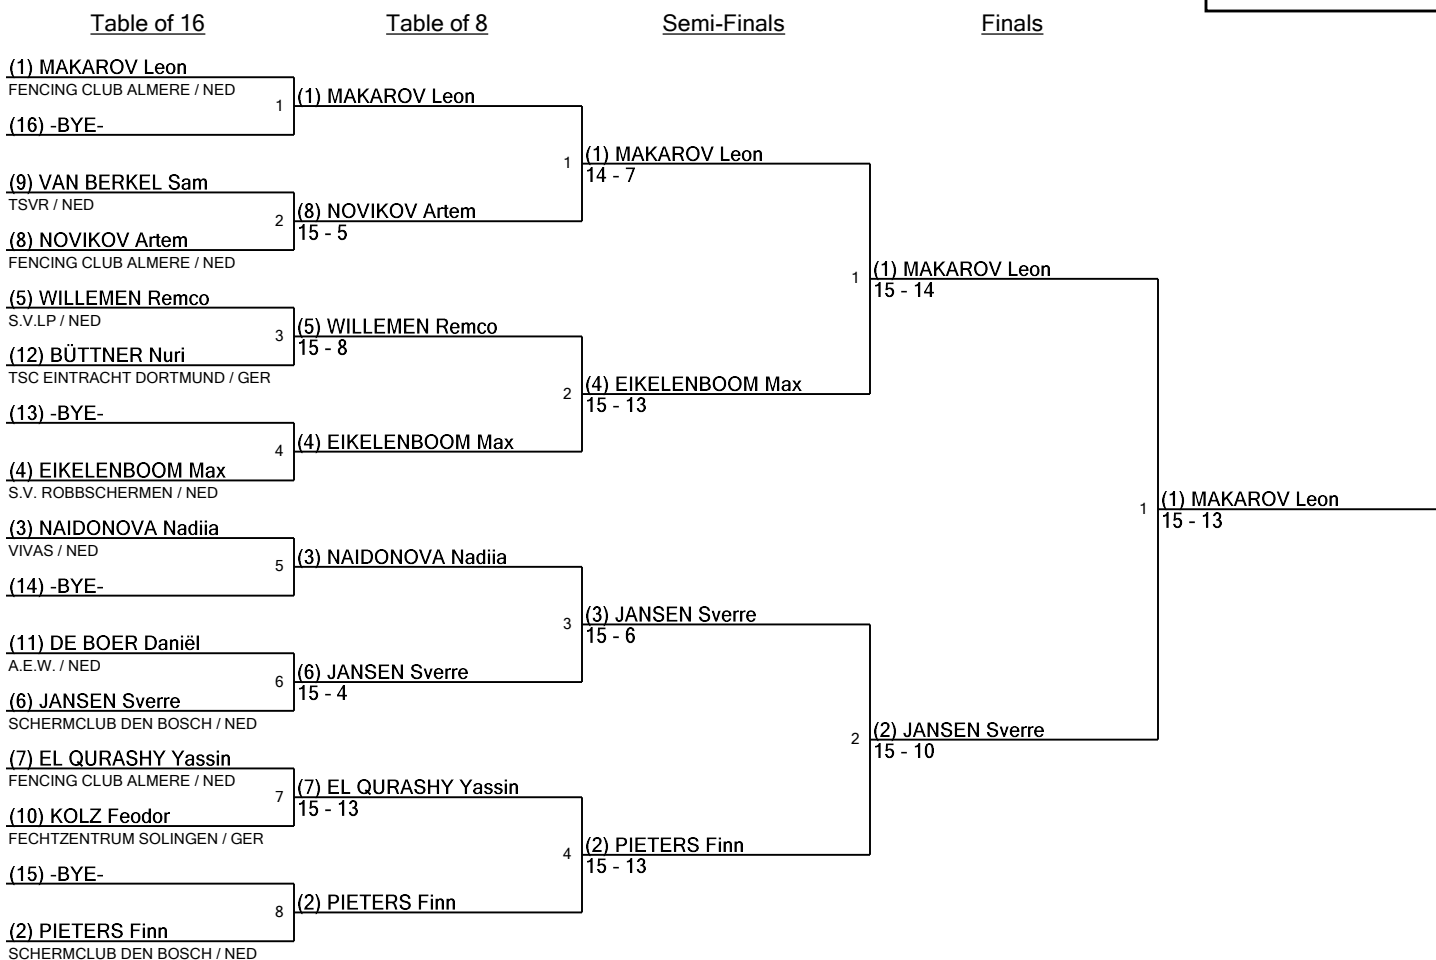 Table of 16
Table of 8
Semi-Finals
Finals
(1) MAKAROV Leon
FENCING CLUB ALMERE / NED
1
(16) -BYE-
(9) VAN BERKEL Sam
TSVR / NED
2
(8) NOVIKOV Artem
FENCING CLUB ALMERE / NED
(5) WILLEMEN Remco
S.V.LP / NED
3
(12) BÜTTNER Nuri
TSC EINTRACHT DORTMUND / GER
(13) -BYE-
4
(4) EIKELENBOOM Max
S.V. ROBBSCHERMEN / NED
(3) NAIDONOVA Nadiia
VIVAS / NED
5
(14) -BYE-
(11) DE BOER Daniël
A.E.W. / NED
6
(6) JANSEN Sverre
SCHERMCLUB DEN BOSCH / NED
(7) EL QURASHY Yassin
FENCING CLUB ALMERE / NED
7
(10) KOLZ Feodor
FECHTZENTRUM SOLINGEN / GER
(15) -BYE-
8
(2) PIETERS Finn
SCHERMCLUB DEN BOSCH / NED
(1) MAKAROV Leon
1
(8) NOVIKOV Artem
15 - 5
(5) WILLEMEN Remco
15 - 8
2
(4) EIKELENBOOM Max
(3) NAIDONOVA Nadiia
3
(6) JANSEN Sverre
15 - 4
(7) EL QURASHY Yassin
15 - 13
4
(2) PIETERS Finn
(1) MAKAROV Leon
14 - 7
1
(4) EIKELENBOOM Max
15 - 13
(3) JANSEN Sverre
15 - 6
2
(2) PIETERS Finn
15 - 13
(1) MAKAROV Leon
15 - 14
1
(2) JANSEN Sverre
15 - 10
(1) MAKAROV Leon
15 - 13